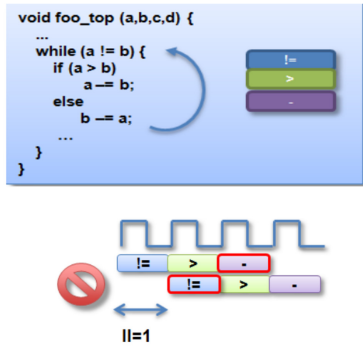 void foo_top (a,b,c,d) {
...
while (a != b) {
if (a > b)
a –= b;
else
b –= a;
...
}
}
!=
>
-
!= > -
!= > -
II=1